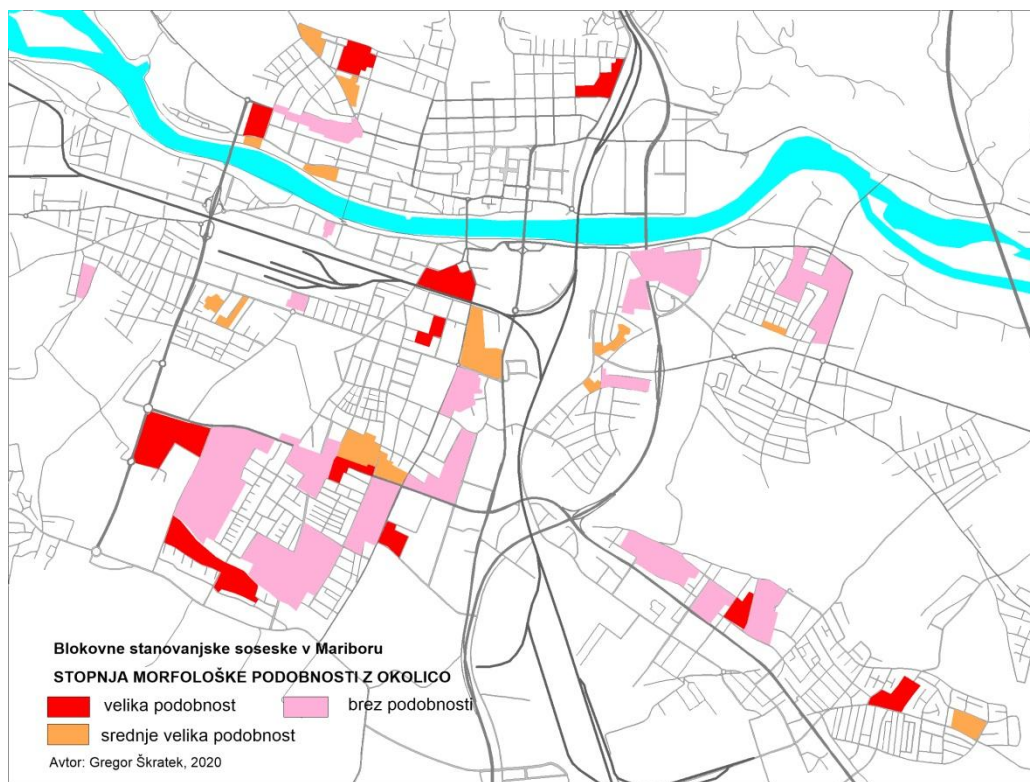 Blokovne stanovanjske soseske v Mariboru
STOPNJA MORFOLOŠKE PODOBNOSTI Z OKOLICO
velika podobnost
brez podobnosti
srednje velika podobnost
Avtor: Gregor Škratek, 2020